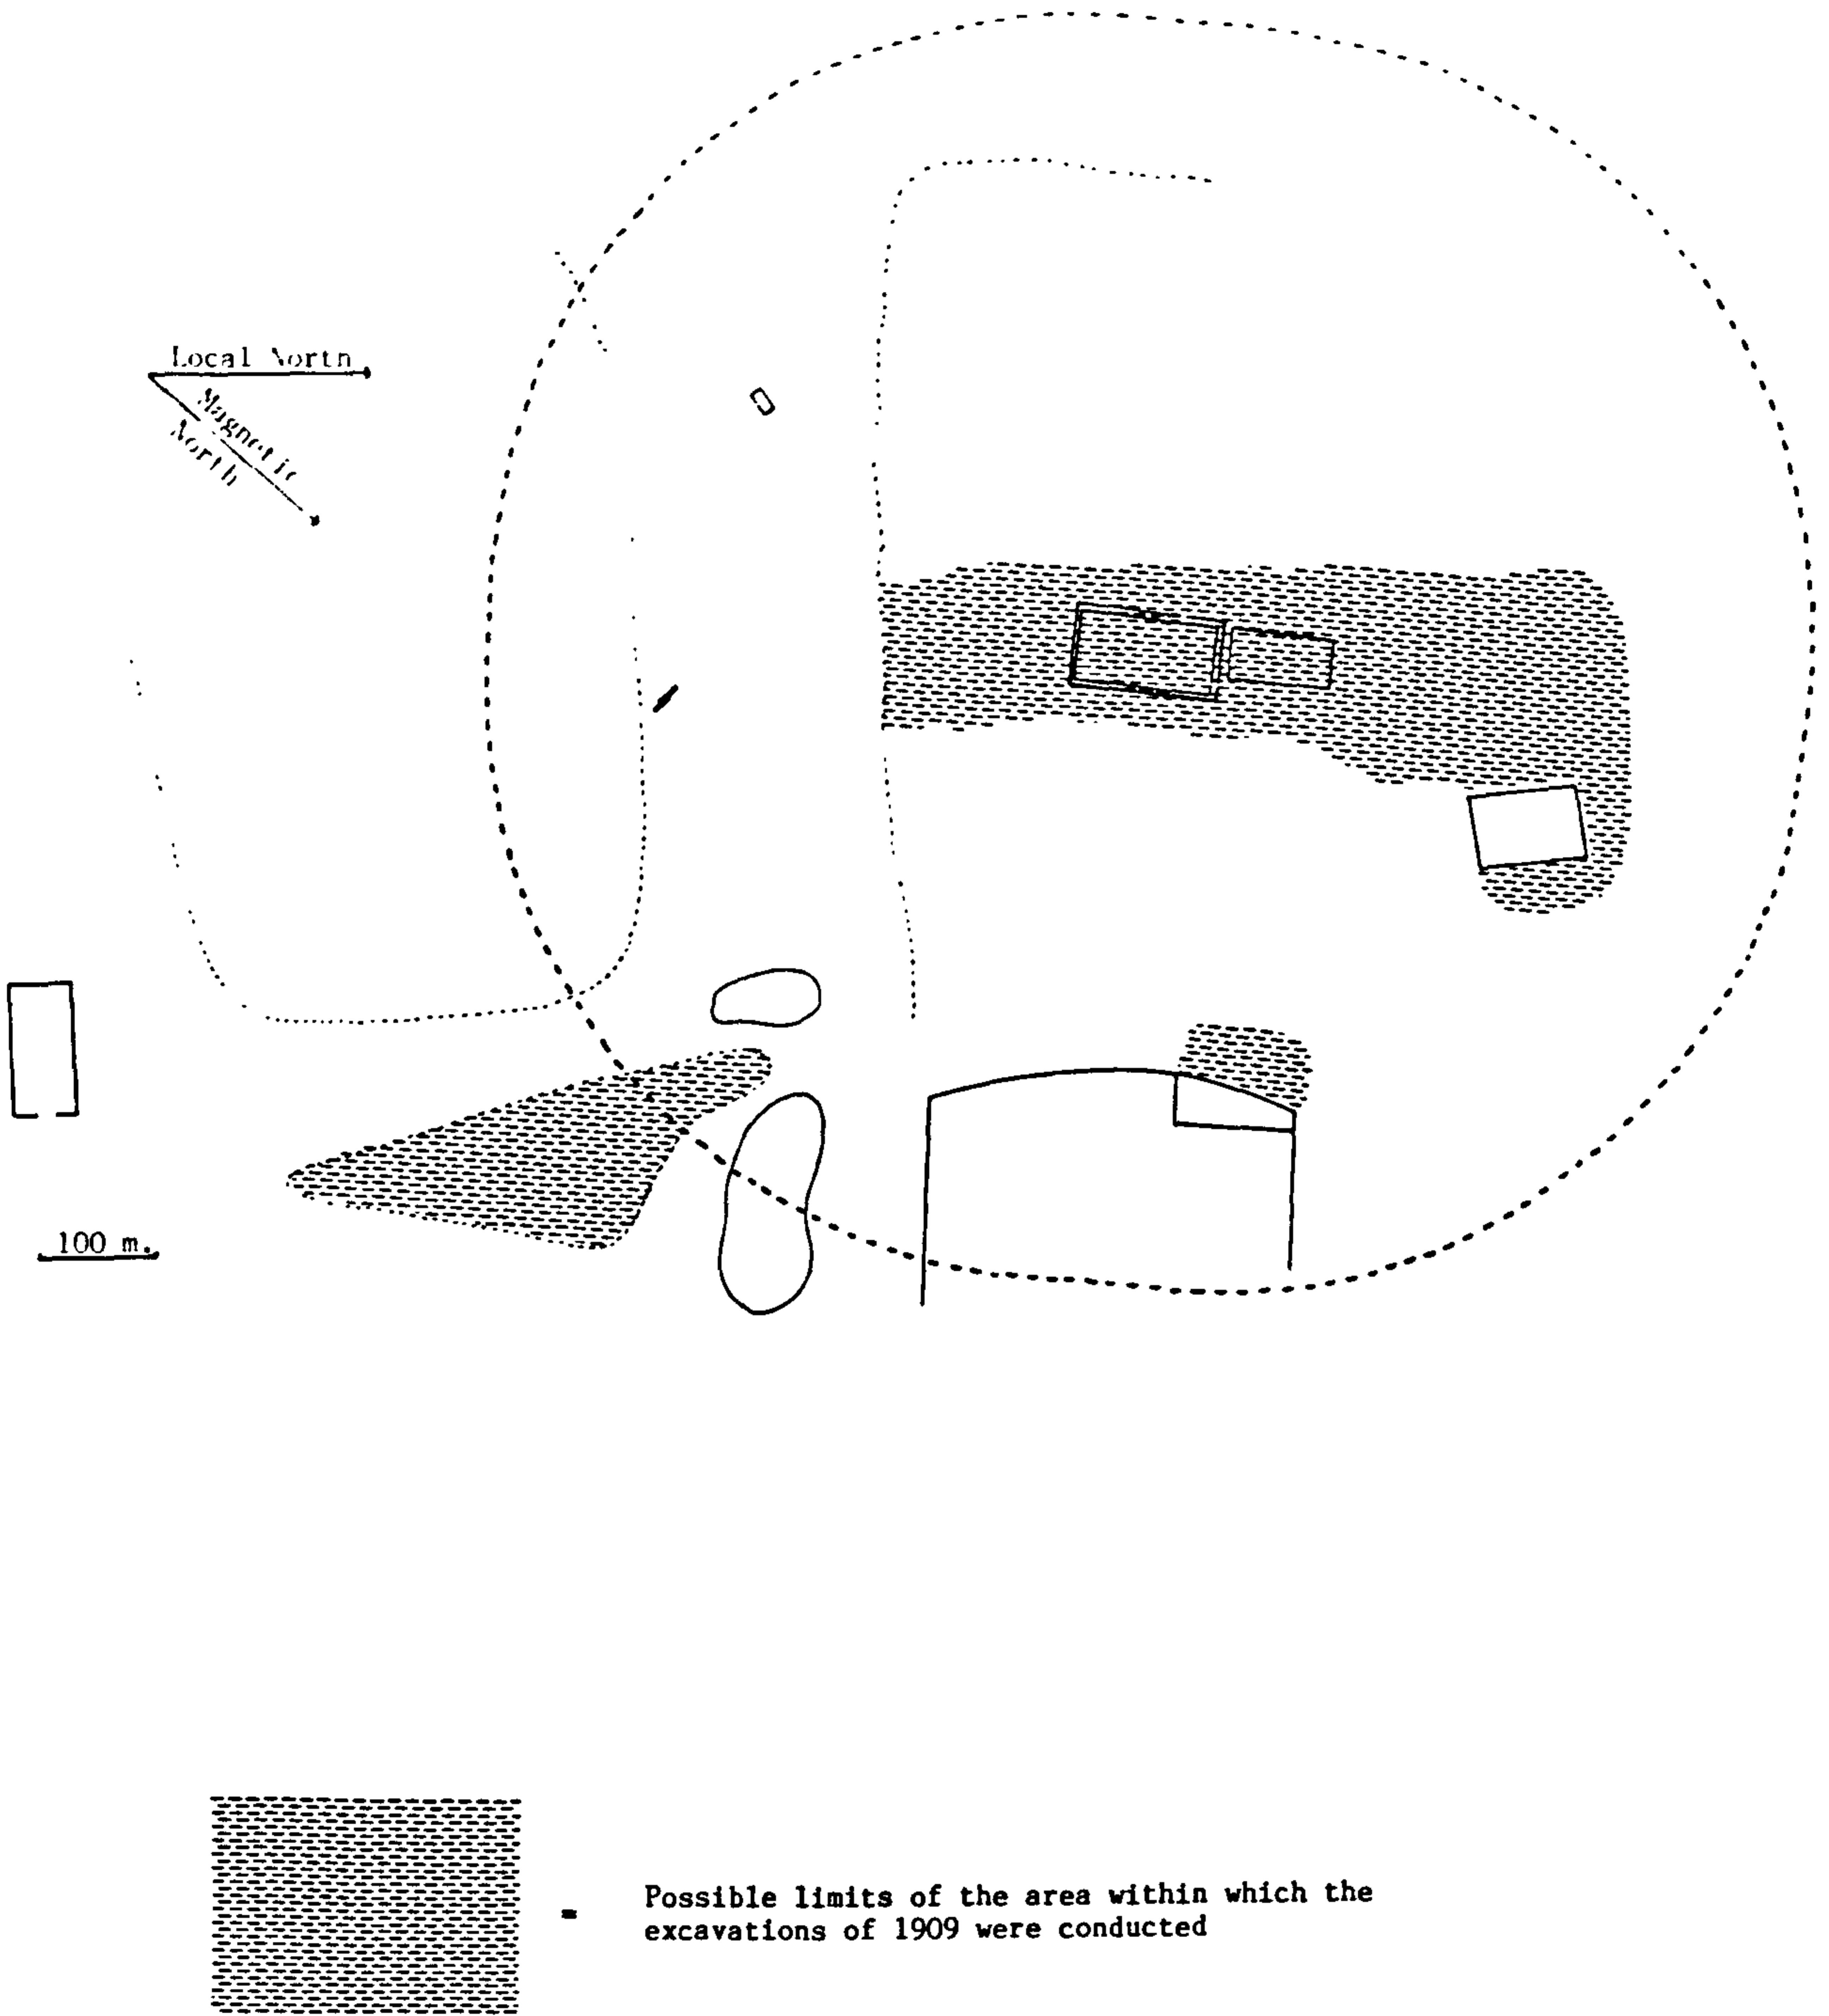 Local North
Magnetic
North
100 m.
= Possible limits of the area within which the
excavations of 1909 were conducted